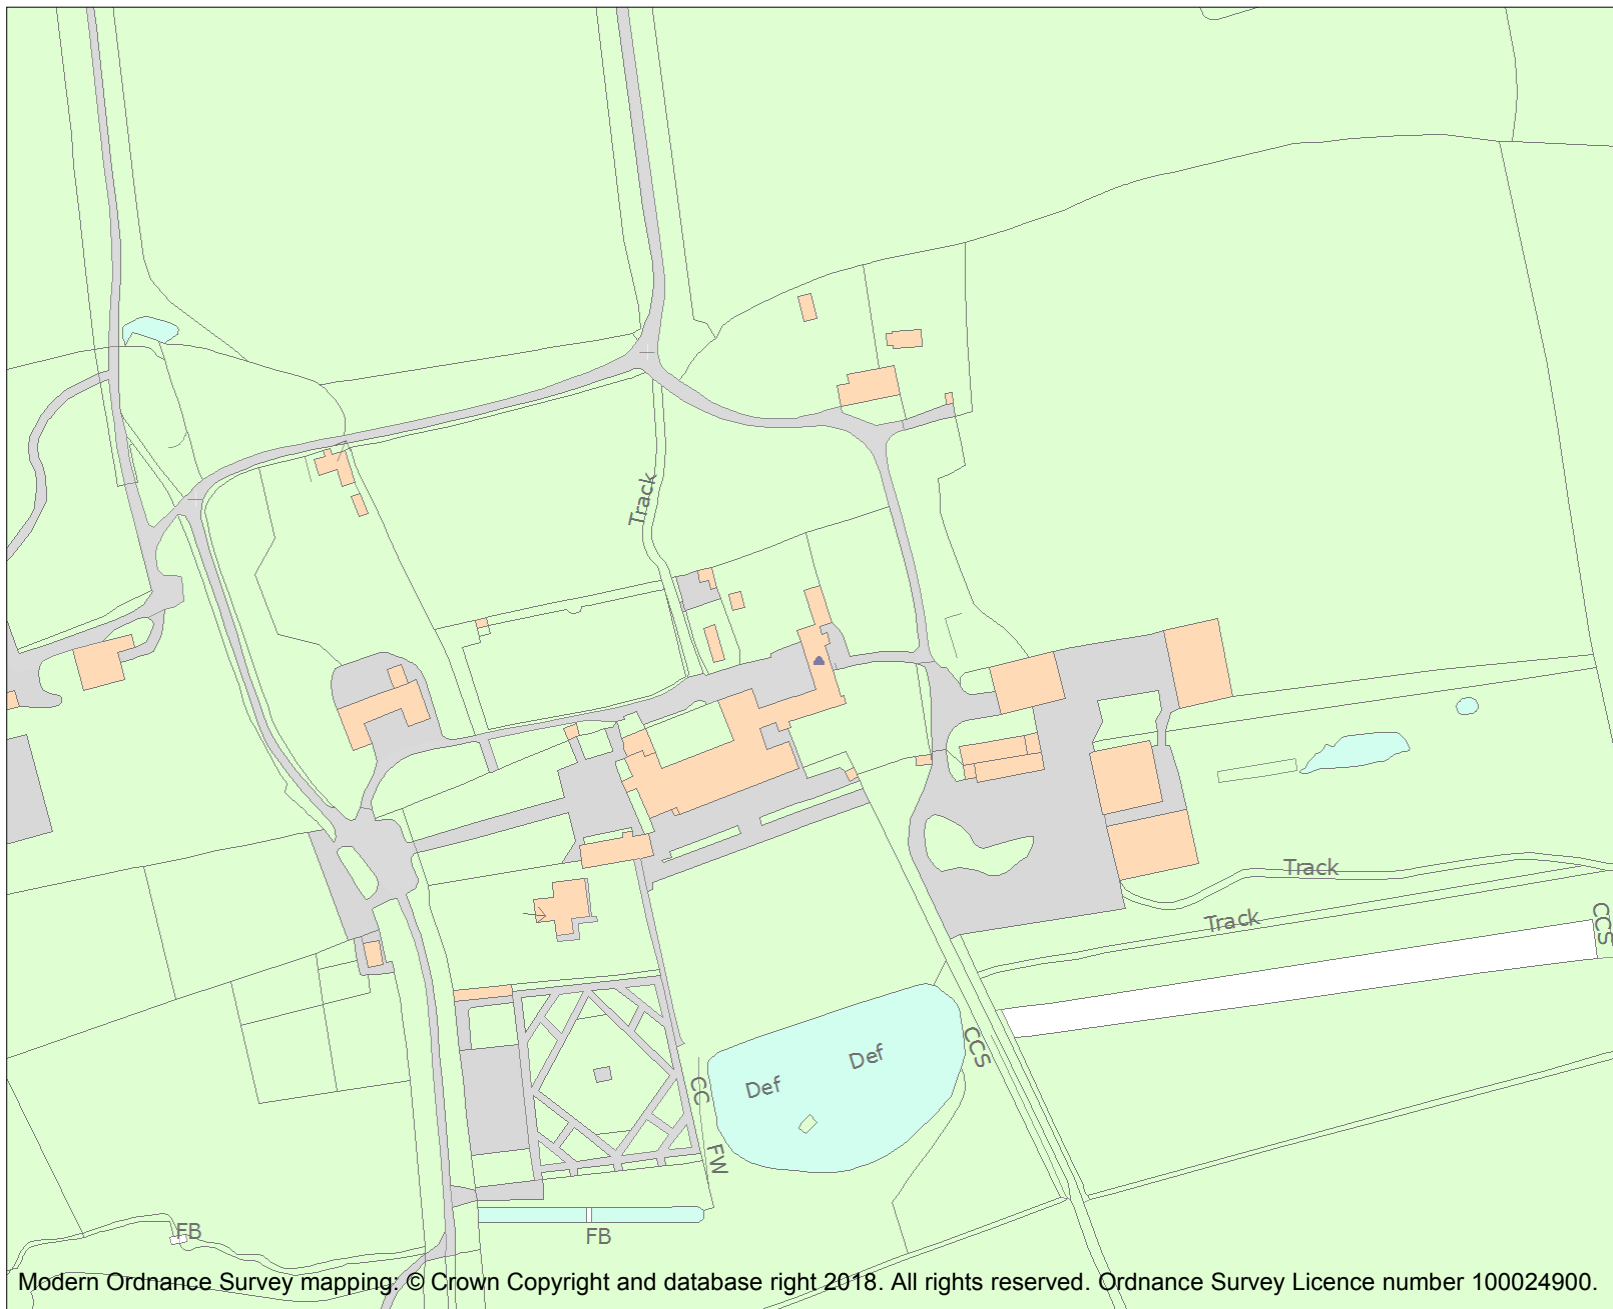 Track
Track
Track
CCS
CCS
Def
Def
CC
FW
FB
FB
Modern Ordnance Survey mapping: © Crown Copyright and database right 2018. All rights reserved. Ordnance Survey Licence number 100024900.